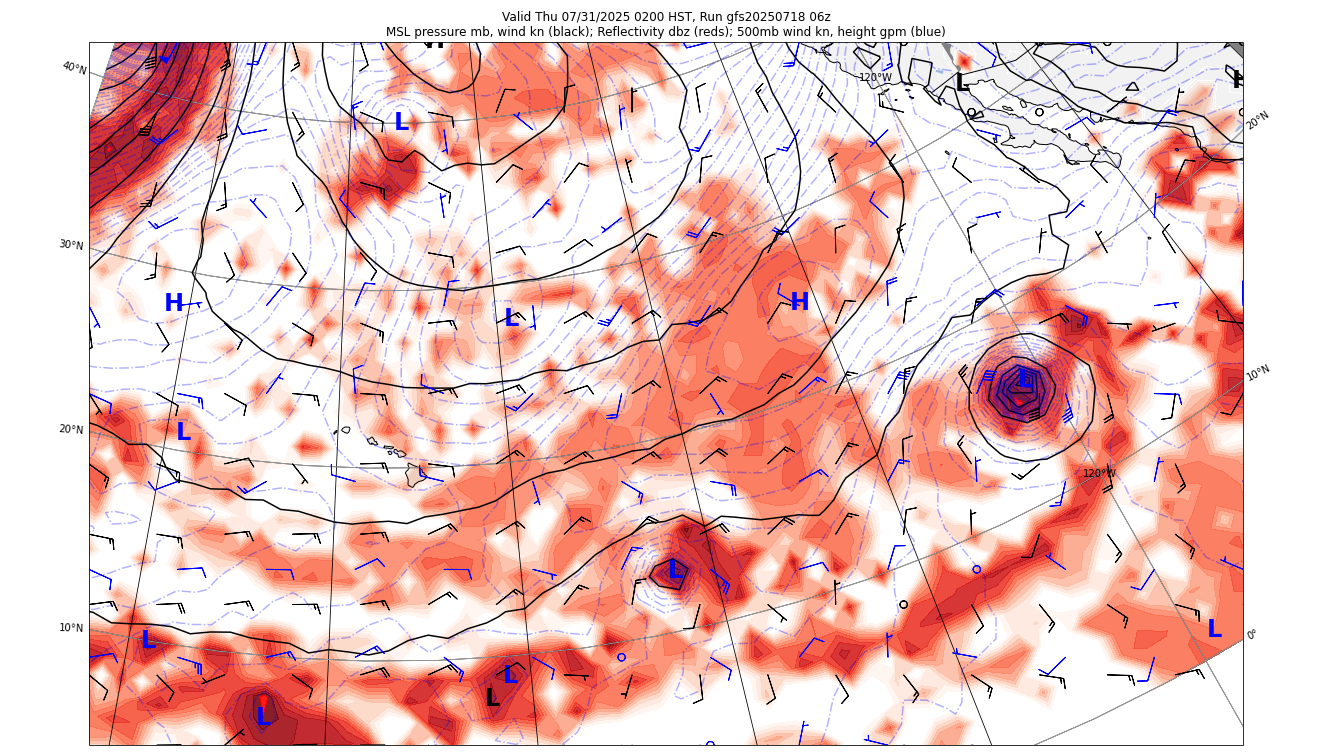 Valid Thu 07/31/2025 0200 HST, Run gfs20250718 06z
MSL pressure mb, wind kn (black); Reflectivity dbz (reds); 500mb wind kn, height gpm (blue)
H
40°N
120°W
L
H
L
20°N
30°N
H
L
H
L
10°N
20°N
L
120°W
L
10°N
L
L
0°
L
L
L